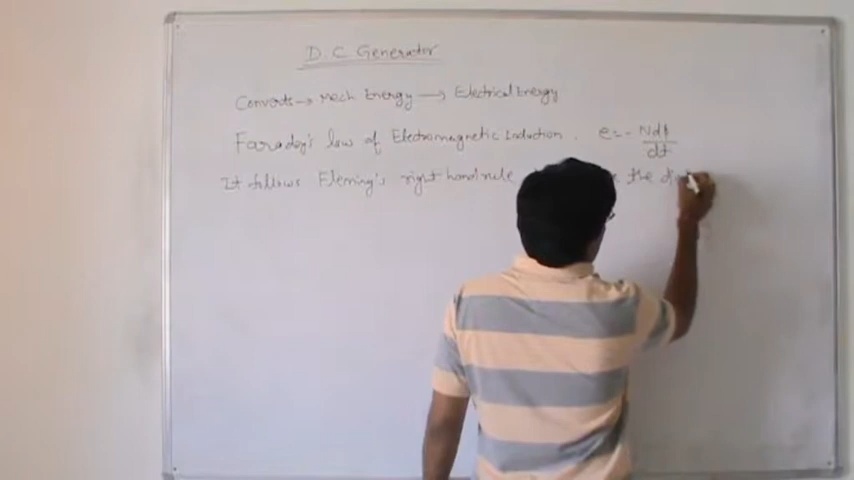 D.C Generator
Converts → Mech Energy → Electrical Energy
Faraday's law of Electromagnetic Induction. e = - Ndϕ/dt
It follows Fleming's right hand rule the